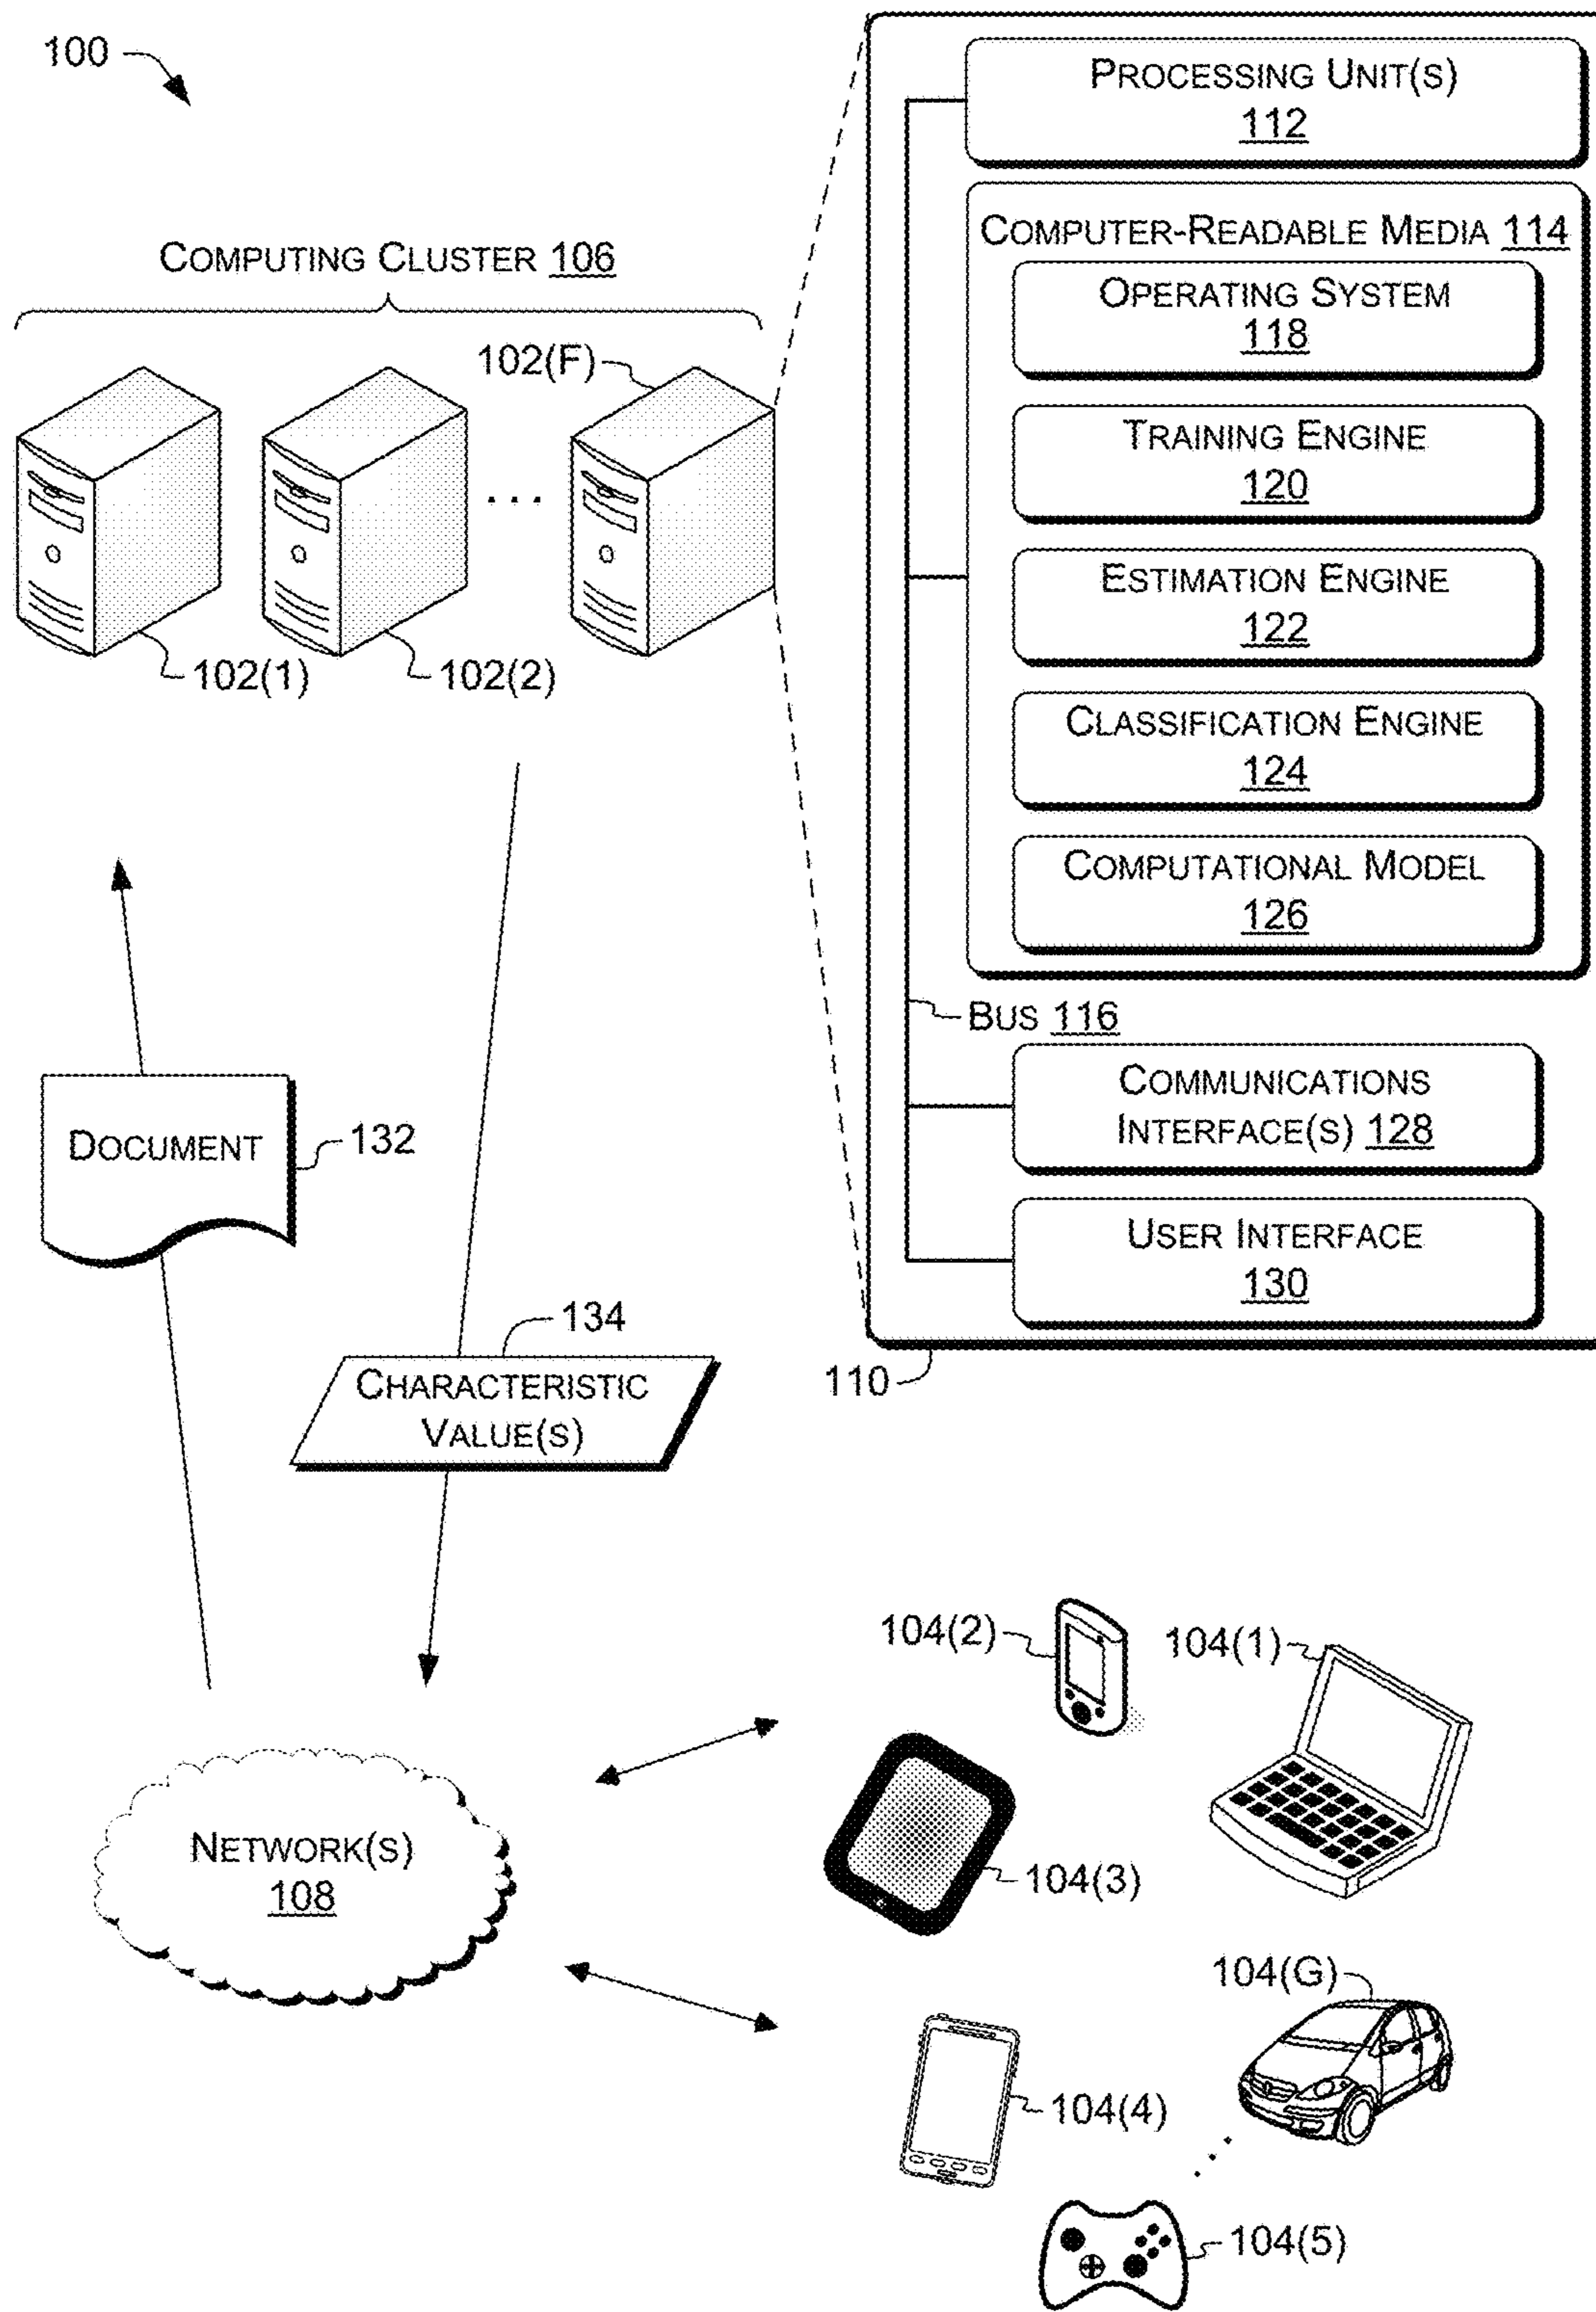 100
COMPUTING CLUSTER 106
102(F)
102(1)
102(2)
PROCESSING UNIT(S)
112
COMPUTER-READABLE MEDIA 114
OPERATING SYSTEM
118
TRAINING ENGINE
120
ESTIMATION ENGINE
122
CLASSIFICATION ENGINE
124
COMPUTATIONAL MODEL
126
BUS 116
COMMUNICATIONS
INTERFACE(S) 128
USER INTERFACE
130
110
DOCUMENT
132
134
CHARACTERISTIC
VALUE(S)
NETWORK(S)
108
104(2)
104(1)
104(3)
104(G)
104(4)
104(5)